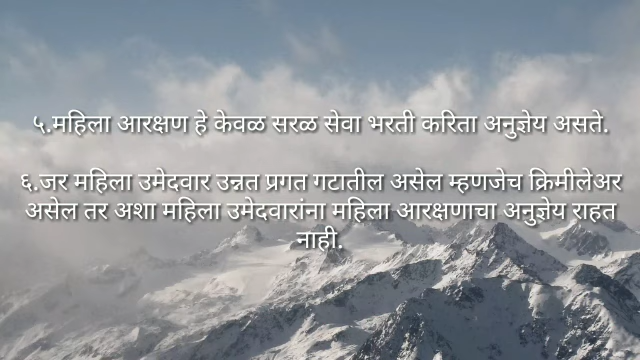 ५.महिला आरक्षण हे केवळ सरळ सेवा भरती करिता अनुज्ञेय असते.
६.जर महिला उमेदवार उन्नत प्रगत गटातील असेल म्हणजेच क्रिमीलेअर
असेल तर अशा महिला उमेदवारांना महिला आरक्षणाचा अनुज्ञेय राहत
नाही.